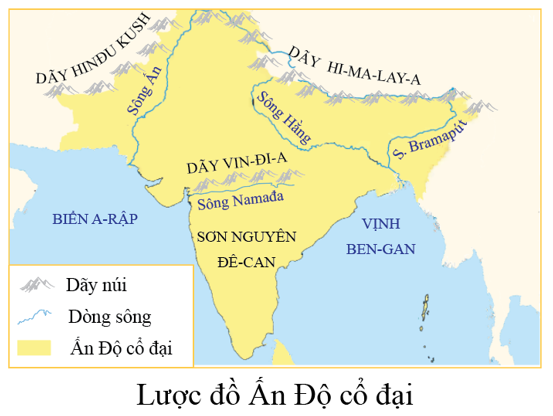 DÃY HINĐU KUSH
DÃY HI-MA-LAY-A
Sông Ấn
Sông Hằng
S. Bramapút
DÃY VIN-ĐI-A
Sông Namađa
BIỂN A-RẬP
SƠN NGUYÊN
ĐÊ-CAN
VỊNH
BEN-GAN
Dãy núi
Dòng sông
Ấn Độ cổ đại
Lược đồ Ấn Độ cổ đại